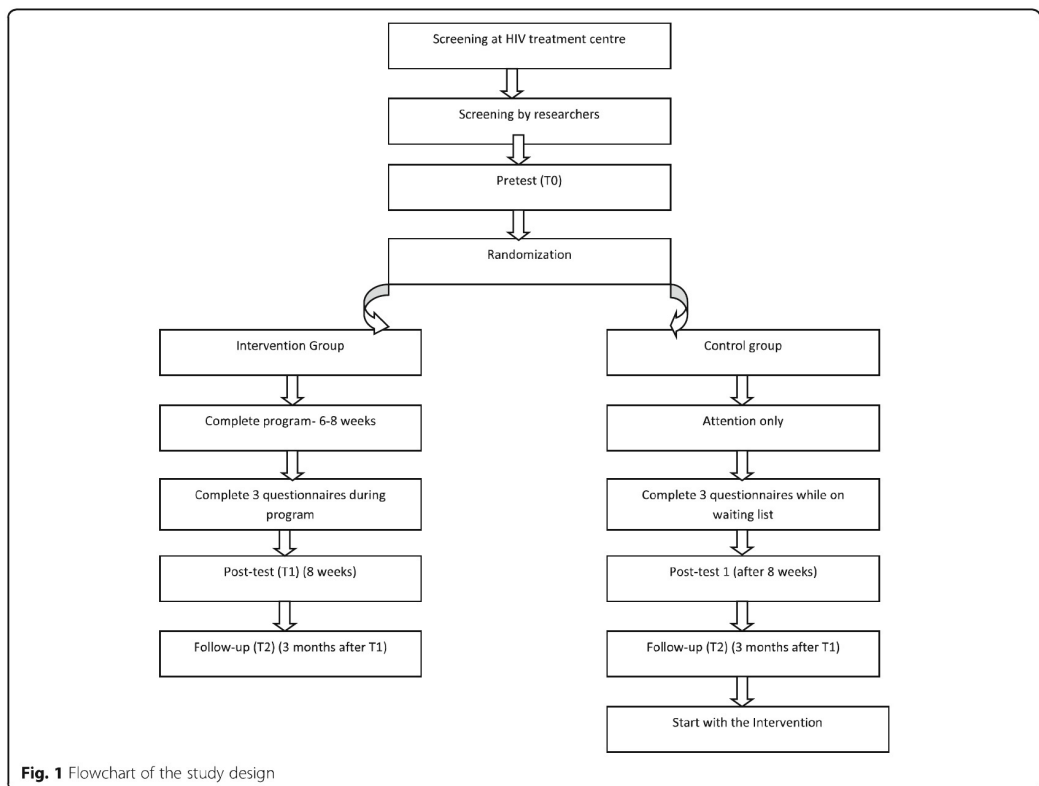 Screening at HIV treatment centre
Screening by researchers
Pretest (T0)
Randomization
Intervention Group
Complete program- 6-8 weeks
Complete 3 questionnaires during
program
Post-test (T1) (8 weeks)
Follow-up (T2) (3 months after T1)
Control group
Attention only
Complete 3 questionnaires while on
waiting list
Post-test 1 (after 8 weeks)
Follow-up (T2) (3 months after T1)
Start with the Intervention
Fig. 1 Flowchart of the study design